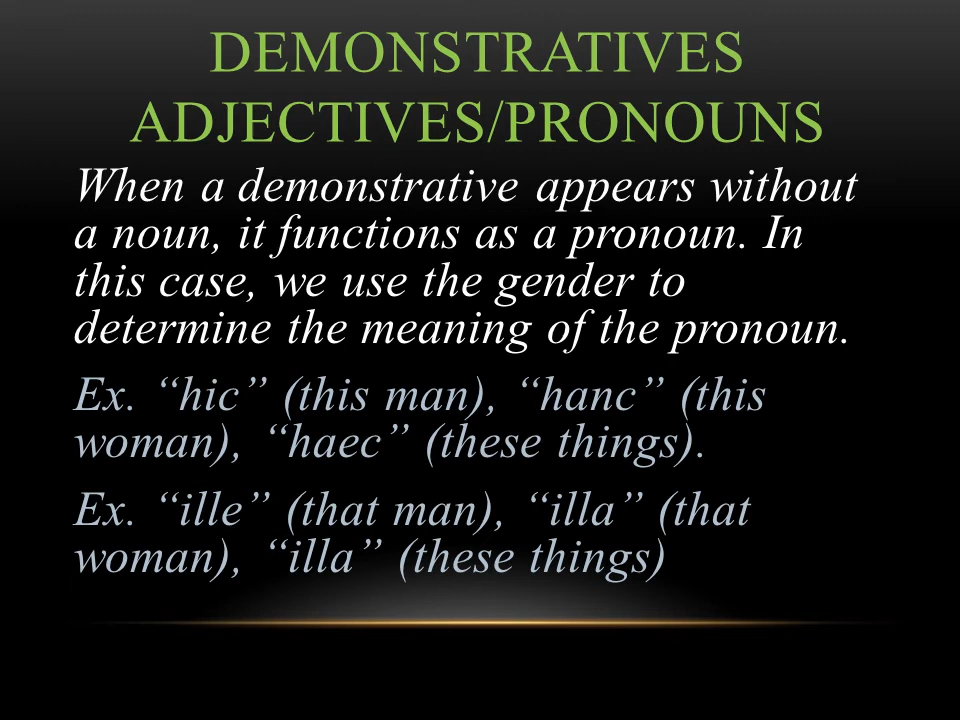 DEMONSTRATIVES
ADJECTIVES/PRONOUNS
When a demonstrative appears without
a noun, it functions as a pronoun. In
this case, we use the gender to
determine the meaning of the pronoun.
Ex. “hic” (this man), “hanc” (this
woman), “haec” (these things).
Ex. “ille” (that man), “illa” (that
woman), “illa” (these things)